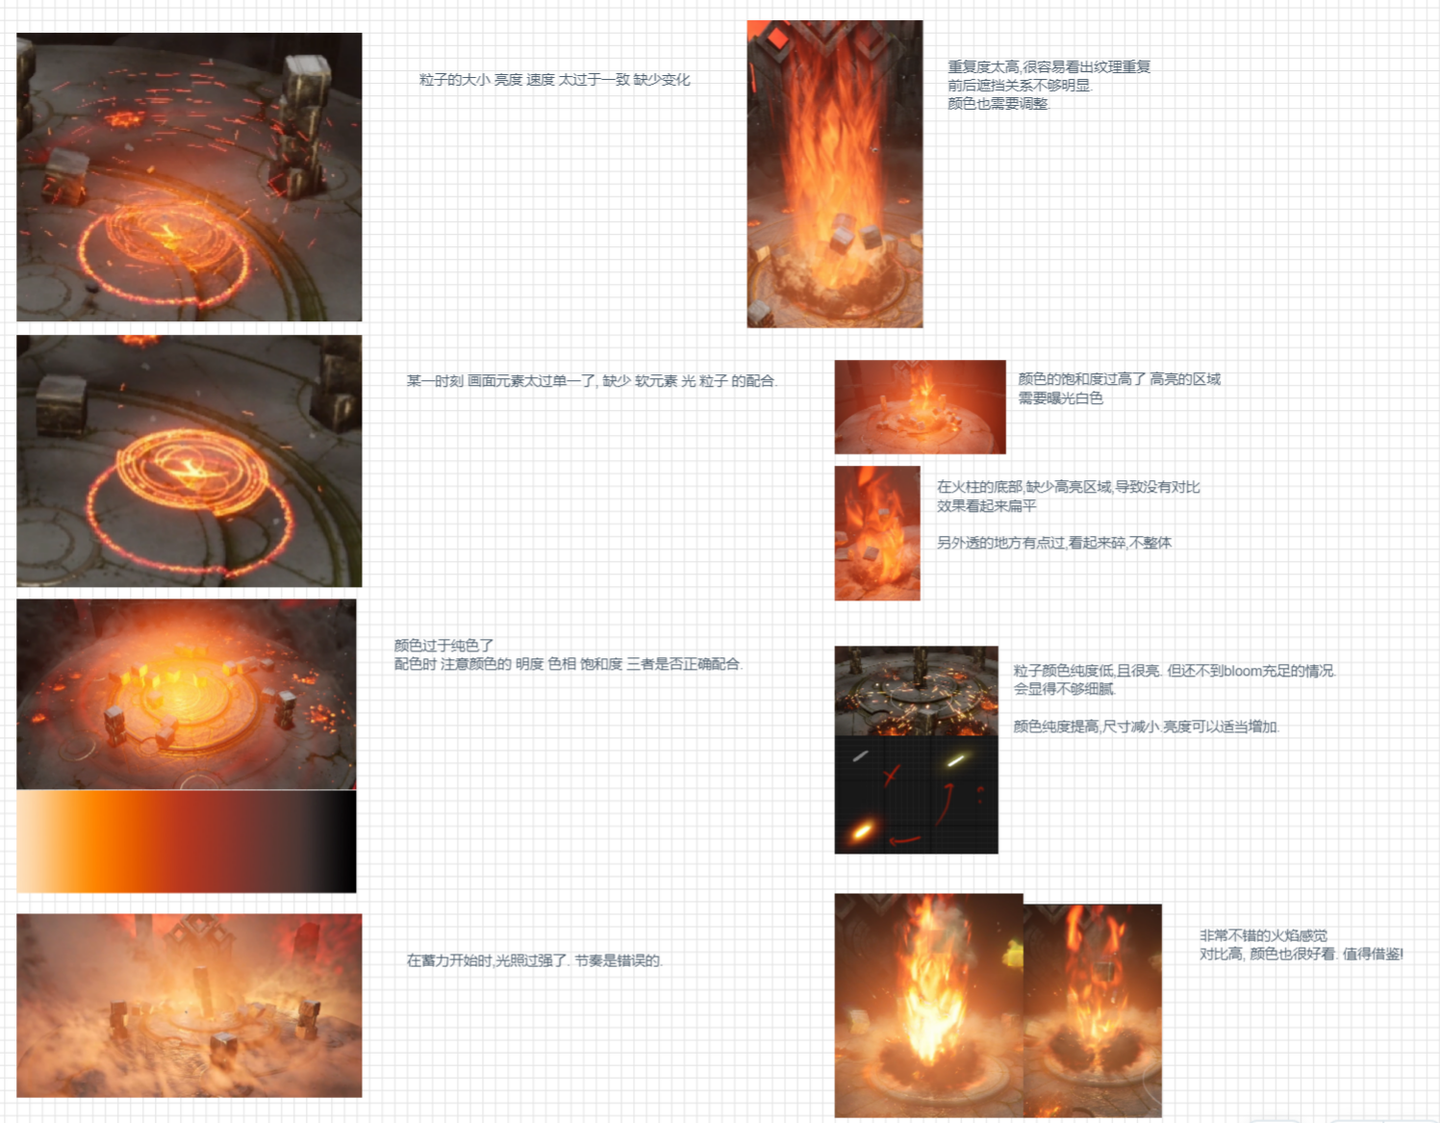 粒子的大小 亮度 速度 太过于一致 缺少变化
某一时刻 画面元素太过单一了, 缺少 软元素 光 粒子 的配合.
颜色过于纯色了
配色时 注意颜色的 明度 色相 饱和度 三者是否正确配合.
在蓄力开始时,光照过强了. 节奏是错误的.
重复度太高,很容易看出纹理重复
前后遮挡关系不够明显.
颜色也需要调整.
颜色的饱和度过高了 高亮的区域
需要曝光白色
在火柱的底部,缺少高亮区域,导致没有对比
效果看起来扁平
另外透的地方有点过,看起来碎,不整体
粒子颜色纯度低,且很亮. 但还不到bloom充足的情况.
会显得不够细腻.
颜色纯度提高,尺寸减小.亮度可以适当增加.
非常不错的火焰感觉
对比高, 颜色也很好看. 值得借鉴!